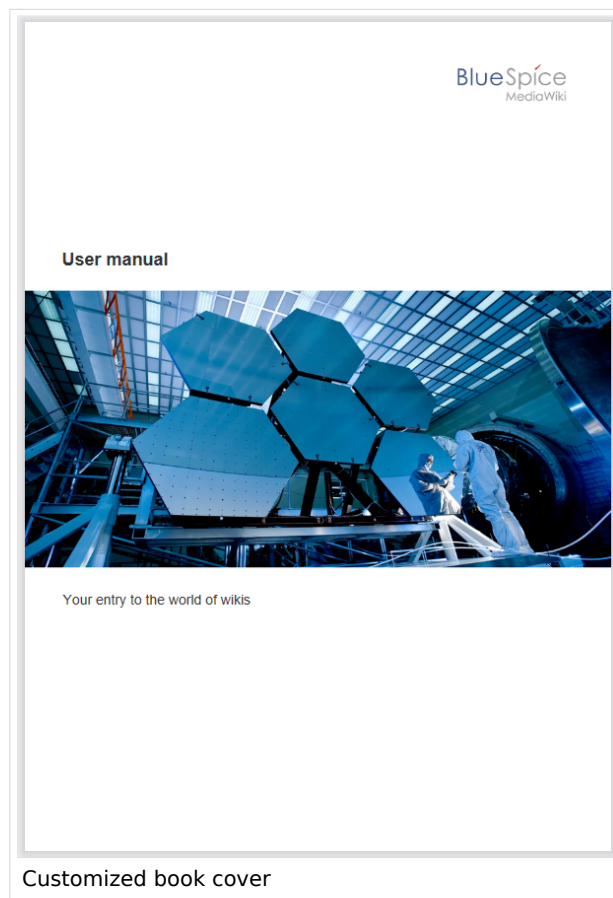 BlueSpice
MediaWiki
User manual
Your entry to the world of wikis
Customized book cover